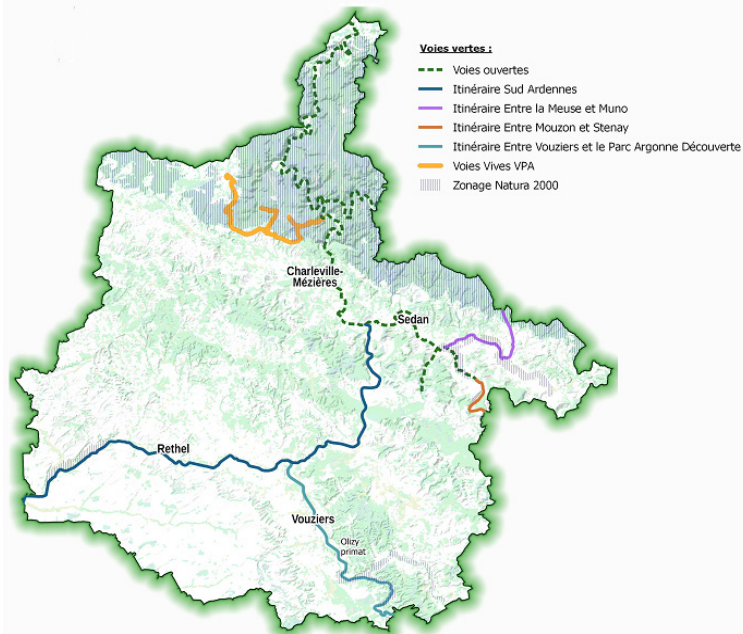 Voies vertes :
Voies ouvertes
Itinéraire Sud Ardennes
Itinéraire Entre la Meuse et Muno
Itinéraire Entre Mouzon et Stenay
Itinéraire Entre Vouziers et le Parc Argonne Découverte
Voies Vives VPA
Zonage Natura 2000
Charleville-
Mézières
Sedan
Rethel
Vouziers
Olizy
primat